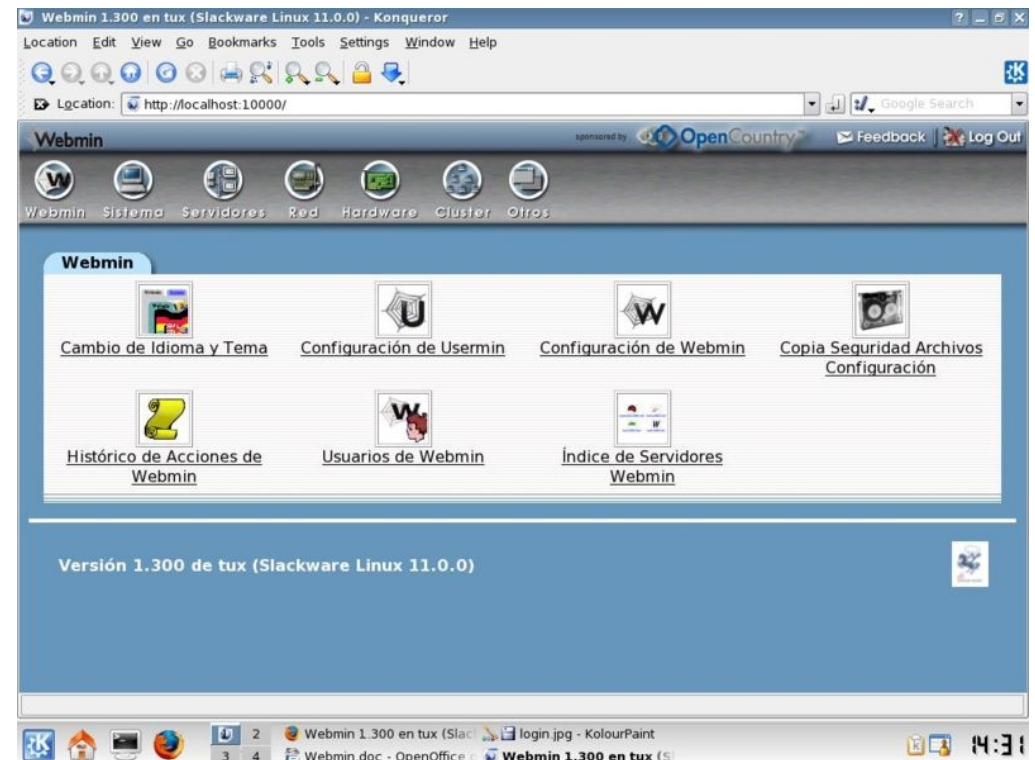 Webmin 1.300 en tux (Slackware Linux 11.0.0) - Konqueror
Location Edit View Go Bookmarks Tools Settings Window Help
Location: http://localhost:10000/
Google Search
Webmin
sponsored by OpenCountry
Feedback
Log Out
Webmin Sistema Servidores Red Hardware Cluster Otros
Webmin
Cambio de Idioma y Tema
Configuración de Usermin
Configuración de Webmin
Copia Seguridad Archivos
Configuración
Histórico de Acciones de
Webmin
Usuarios de Webmin
Índice de Servidores
Webmin
Versión 1.300 de tux (Slackware Linux 11.0.0)
2
Webmin 1.300 en tux (Slac
login.jpg - KolourPaint
3 4
Webmin.doc - OpenOffice
Webmin 1.300 en tux (S
14:31